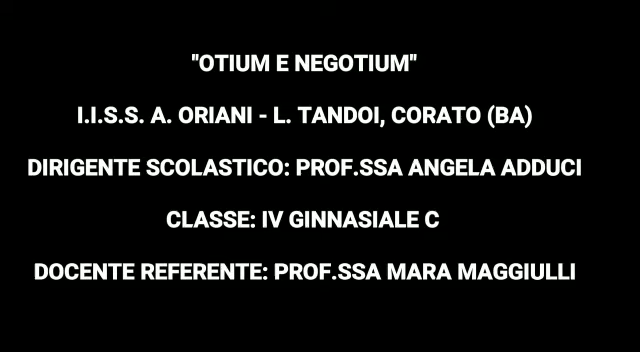 "OTIUM E NEGOTIUM"
I.I.S.S. A. ORIANI - L. TANDOI, CORATO (BA)
DIRIGENTE SCOLASTICO: PROF.SSA ANGELA ADDUCI
CLASSE: IV GINNASIALE C
DOCENTE REFERENTE: PROF.SSA MARA MAGGIULLI